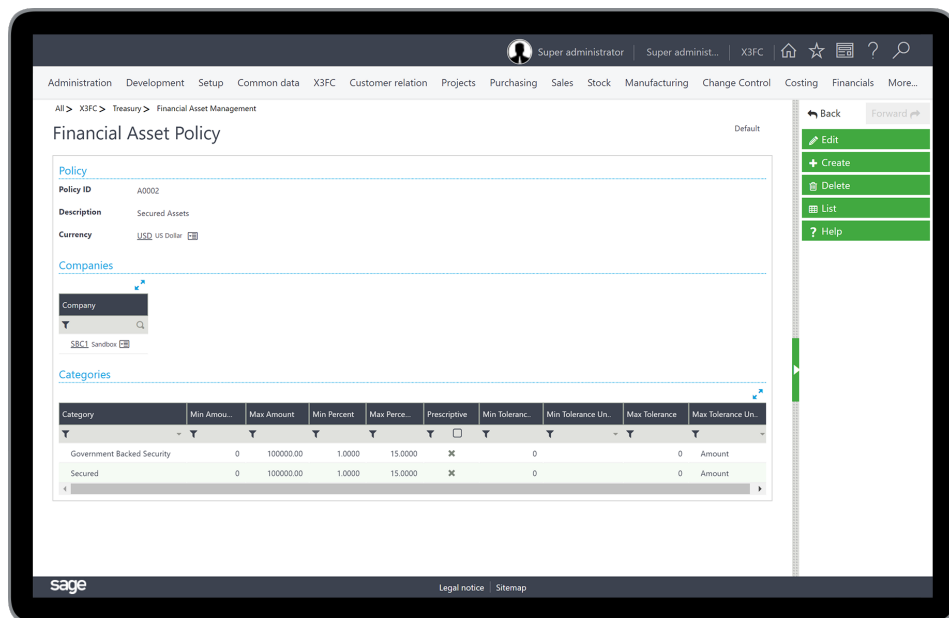 Super administrator Super administ... X3FC ?
Administration Development Setup Common data X3FC Customer relation Projects Purchasing Sales Stock Manufacturing Change Control Costing Financials More...
All > X3FC > Treasury > Financial Asset Management
Financial Asset Policy
Default
Back Forward
Edit
Create
Delete
List
? Help
Policy
Policy ID A0002
Description Secured Assets
Currency USD US Dollar
Companies
Company
SBC1 Sandbox
Categories
Category Min Amou... Max Amount Min Percent Max Perce... Prescriptive Min Toleranc... Min Tolerance Un.. Max Tolerance Max Tolerance Un..
Government Backed Security 0 100000.00 1.0000 15.0000 0 0 Amount
Secured 0 100000.00 1.0000 15.0000 0 0 Amount
sage
Legal notice Sitemap